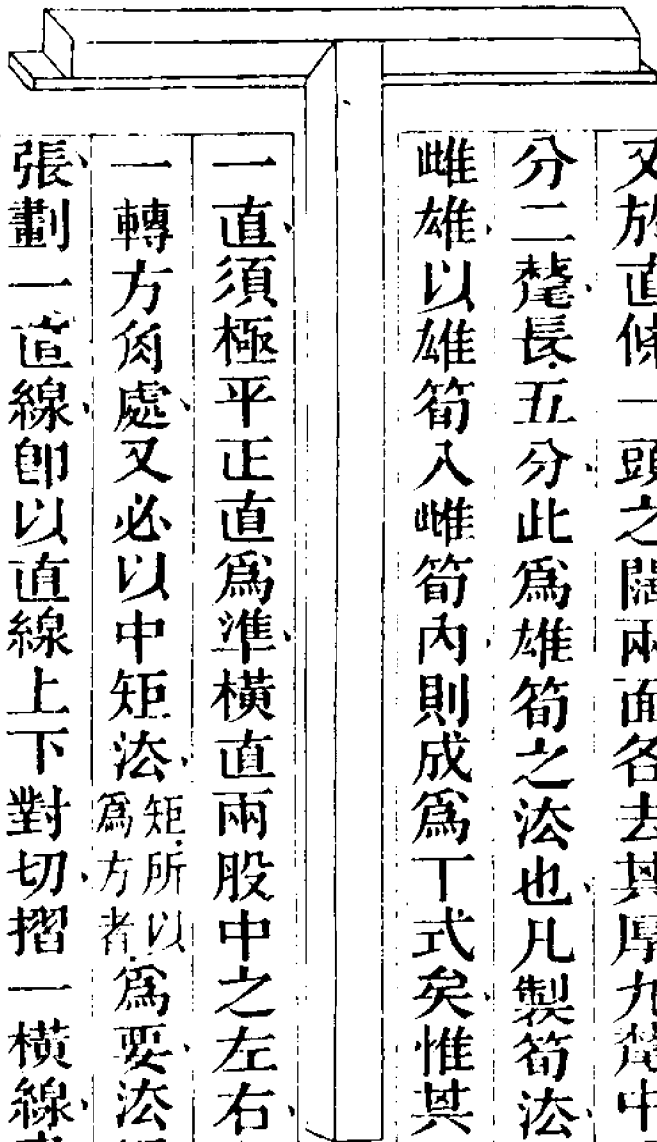 又於直條一頭之濶兩面各去其厚九氂中
分二氂長五分此爲雄筍之法也凡製筍法
雌雄以雄筍入雌筍內則成爲丅式矣惟其
一直須極平正直爲準橫直兩股中之左右
一轉方角處又必以中矩法矩所以爲方者爲要法
張劃一直線卽以直線上下對切摺一橫線